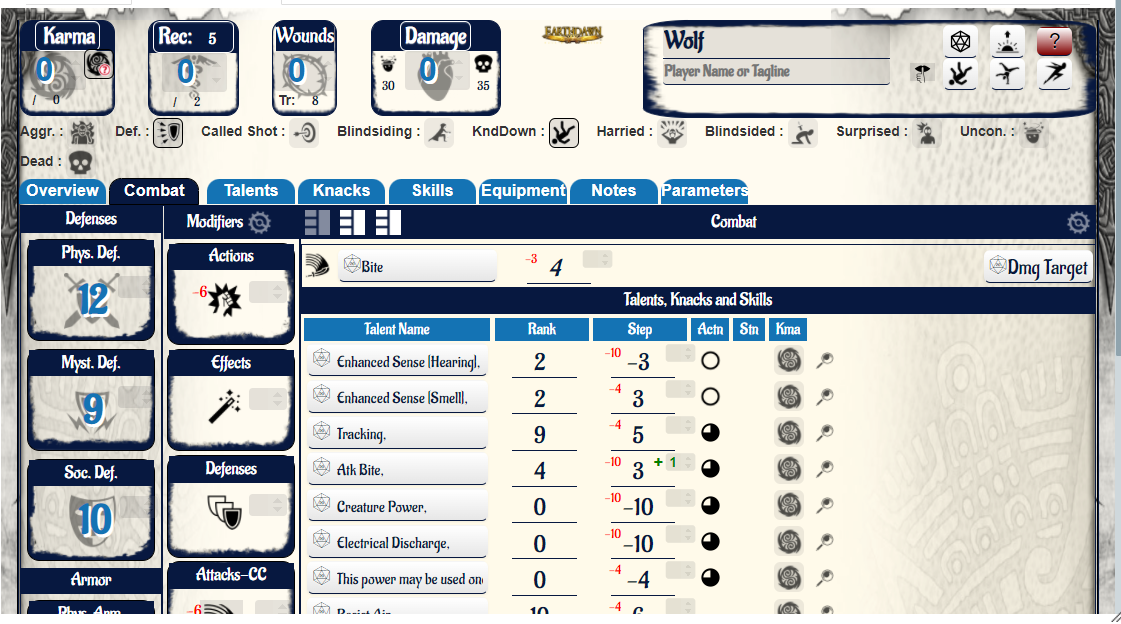 Karma
0
/ 0
Rec: 5
0
/ 2
Wounds
0
Tr: 8
Damage
30 0 35
EARTHDAWN
Wolf
Player Name or Tagline
?
Aggr. : Def. : Called Shot : Blindsiding : KndDown : Harried : Blindsided : Surprised : Uncon. :
Dead :
Overview Combat Talents Knacks Skills Equipment Notes Parameters
Defenses
Phys. Def.
12
Myst. Def.
9
Soc. Def.
10
Armor
Phys. Arm
Modifiers
Actions
-6
Effects
Defenses
Attacks-CC
-6
Combat
Bite -3 4 Dmg Target
Talents, Knacks and Skills
Talent Name Rank Step Actn Stn Kma
Enhanced Sense (Hearing), 2 -10 -3
Enhanced Sense (Smell), 2 -4 3
Tracking, 9 -4 5
Atk Bite, 4 -10 3 + 1
Creature Power, 0 -10 -10
Electrical Discharge, 0 -10 -10
This power may be used on 0 -4 -4
Resist Air 10 -4 6